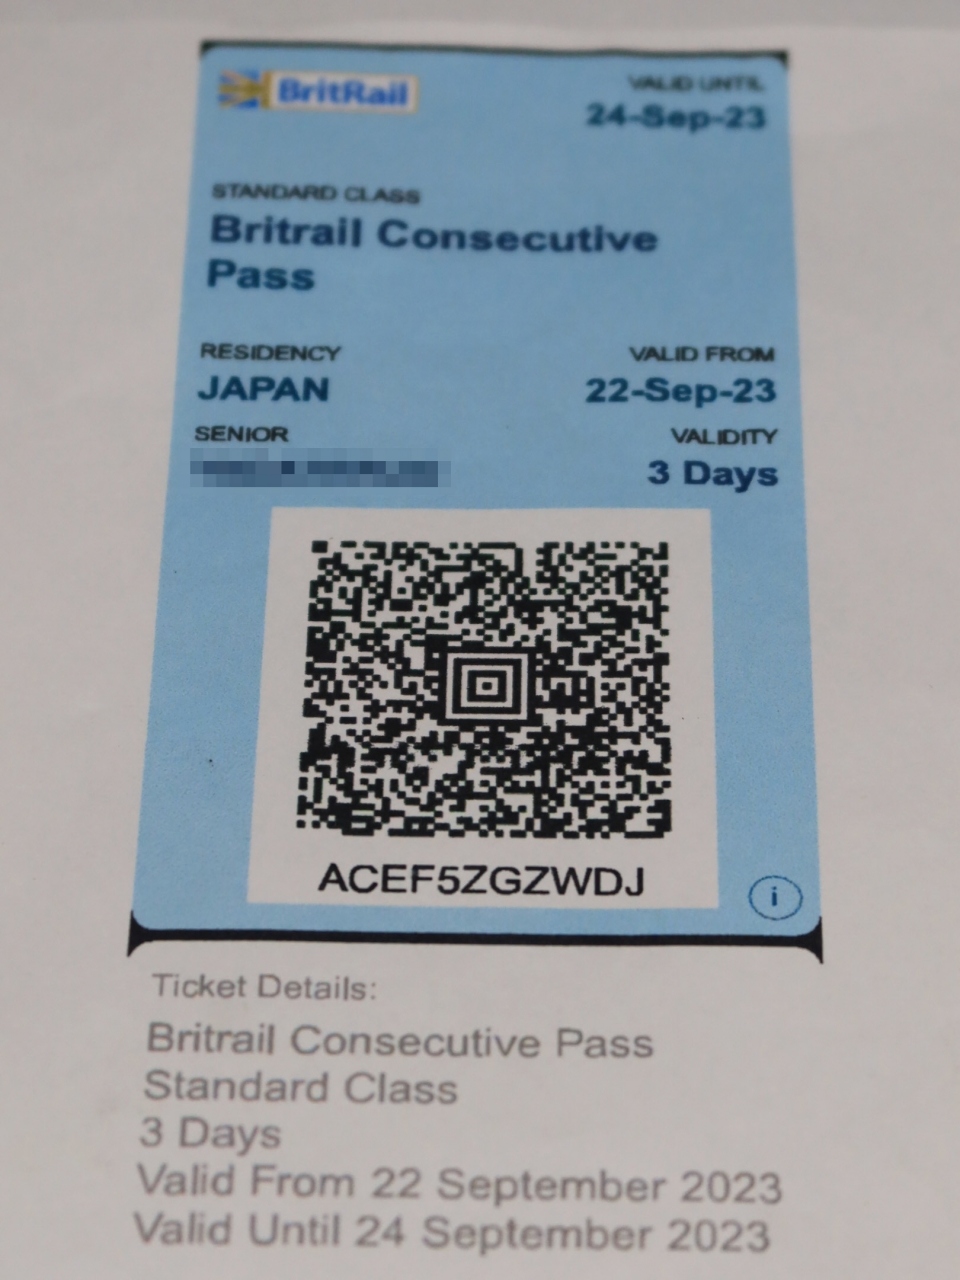 BritRail
VALID UNTIL
24-Sep-23
STANDARD CLASS
Britrail Consecutive
Pass
RESIDENCY
VALID FROM
JAPAN
22-Sep-23
SENIOR
VALIDITY
3 Days
ACEF5ZGZWDJ
i
Ticket Details:
Britrail Consecutive Pass
Standard Class
3 Days
Valid From 22 September 2023
Valid Until 24 September 2023